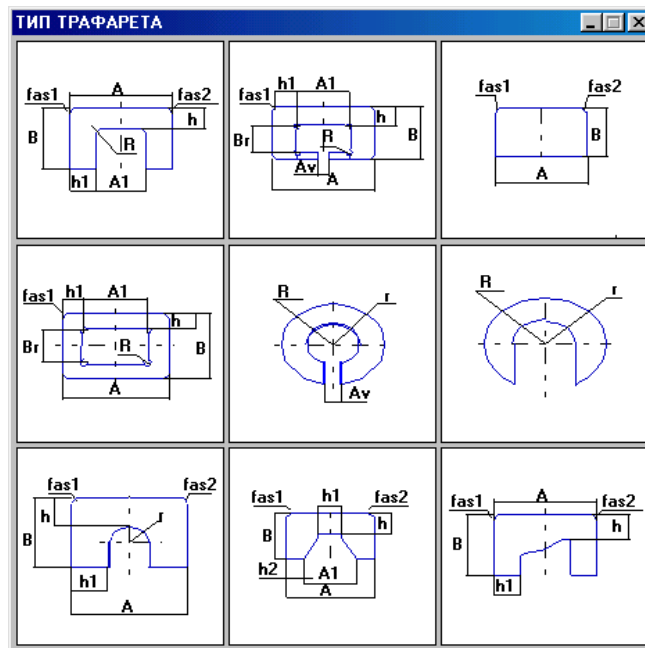 ТИП ТРАФАРЕТА
A
fas1 fas2
B h
R
h1 A1
h1 A1
fas1
h
Br R B
Av
A
fas1 fas2
B
A
h1 A1
fas1
h
Br R B
A
R r
Av
R r
fas1 fas2
h r
B
h1
A
h1
fas1 fas2
B h
h2 A1
A
A
fas1 fas2
B h
h1